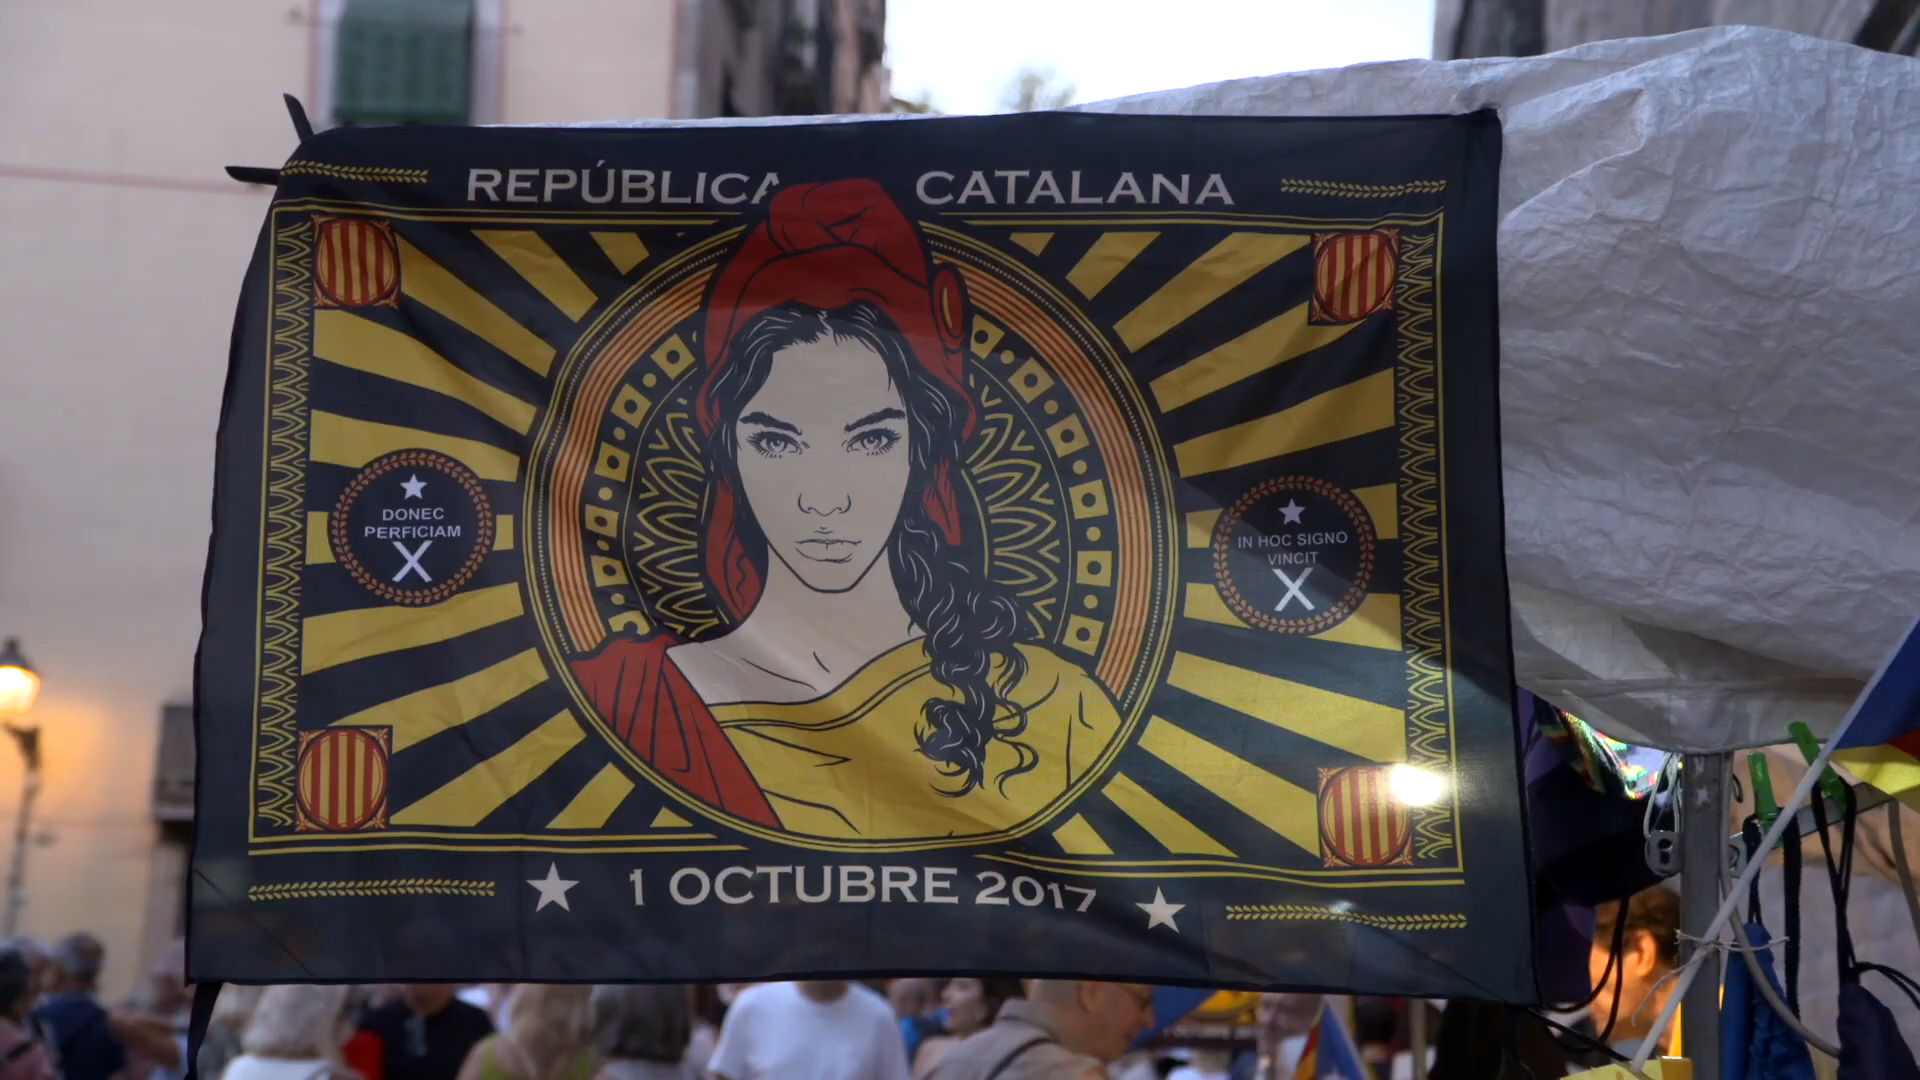 REPÚBLICA CATALANA
DONEC
PERFICIAM
X
IN HOC SIGNO
VINCIT
X
1 OCTUBRE 2017